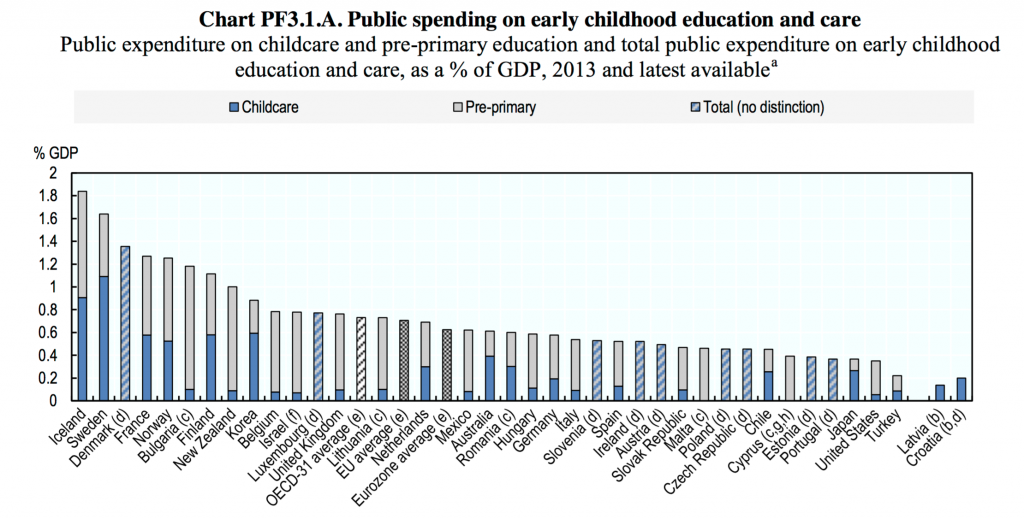 Chart PF3.1.A. Public spending on early childhood education and care
Public expenditure on childcare and pre-primary education and total public expenditure on early childhood
education and care, as a % of GDP, 2013 and latest available a
Childcare
Pre-primary
Total (no distinction)
% GDP
2
1.8
1.6
1.4
1.2
1
0.8
0.6
0.4
0.2
0
Iceland
Sweden
Denmark (d)
France
Norway
Bulgaria (c)
Finland
New Zealand
Korea
Belgium
Israel (f)
Luxembourg (d)
United Kingdom
OECD-31 average (e)
Lithuania (c)
EU average (e)
Netherlands
Eurozone average (e)
Mexico
Australia
Romania (c)
Hungary
Germany
Italy
Slovenia (d)
Spain
Ireland (d)
Austria (d)
Slovak Republic
Malta (c)
Poland (d)
Czech Republic (d)
Chile
Cyprus (c,g,h)
Estonia (d)
Portugal (d)
Japan
United States
Turkey
Latvia (b)
Croatia (b,d)